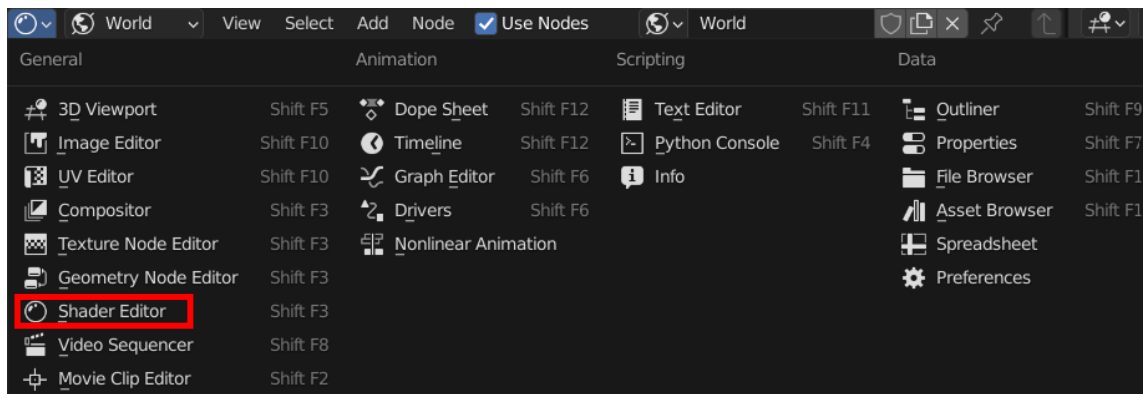 World View Select Add Node Use Nodes World
General Animation Scripting Data
3D Viewport Shift F5 Dope Sheet Shift F12 Text Editor Shift F11 Outliner Shift F9
Image Editor Shift F10 Timeline Shift F12 Python Console Shift F4 Properties Shift F7
UV Editor Shift F10 Graph Editor Shift F6 Info File Browser Shift F1
Compositor Shift F3 Drivers Shift F6 Asset Browser Shift F1
Texture Node Editor Shift F3 Nonlinear Animation Spreadsheet
Geometry Node Editor Shift F3 Preferences
Shader Editor Shift F3
Video Sequencer Shift F8
Movie Clip Editor Shift F2